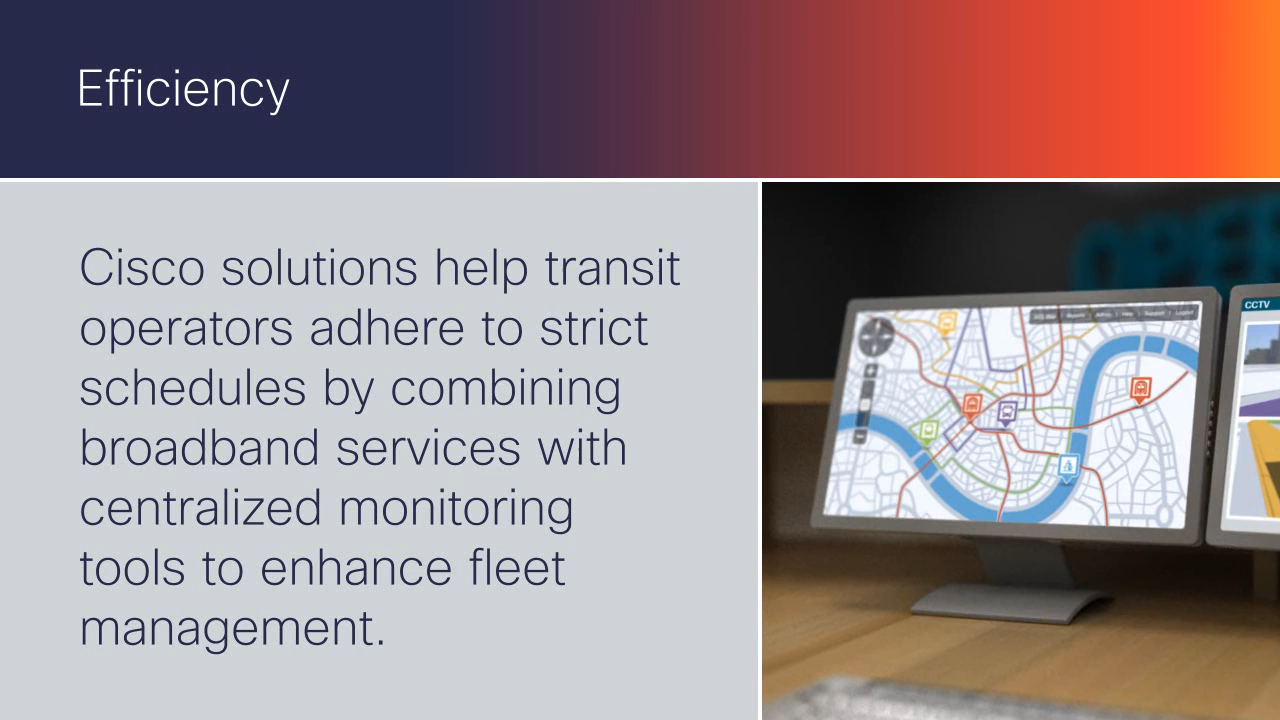 Efficiency
Cisco solutions help transit
operators adhere to strict
schedules by combining
broadband services with
centralized monitoring
tools to enhance fleet
management.
CCTV